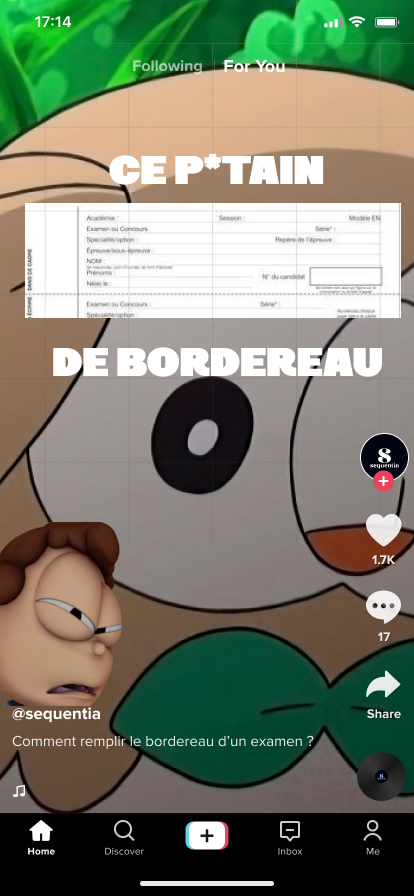 17:14
Following
For You
CE P*TAIN
Académie :
Session :
Modèle EN.
Examen ou Concours
Série* :
Spécialité/option :
Repère de l'épreuve :
Épreuve/sous-épreuve :
NOM :
Prénoms :
N° du candidat
Né(e) le :
Examen ou Concours :
Série* :
Spécialité/option :
DE BORDEREAU
8
sequentia
1.7K
17
@sequentia
Share
Comment remplir le bordereau d'un examen ?
Home
Discover
Inbox
Me